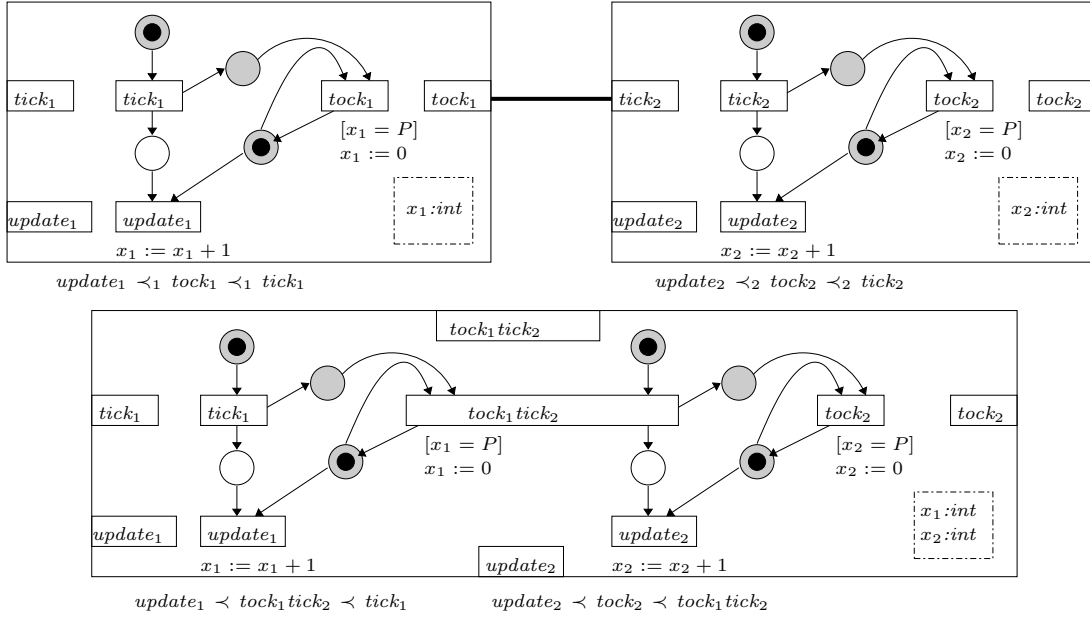 tick₁ tick₁ tock₁ tock₁ tick₂ tick₂ tock₂ tock₂
[x₁ = P] [x₂ = P]
x₁ := 0 x₂ := 0
x₁:int x₂:int
update₁ update₁ update₂ update₂
x₁ := x₁ + 1 x₂ := x₂ + 1
update₁ ≺₁ tock₁ ≺₁ tick₁ update₂ ≺₂ tock₂ ≺₂ tick₂
tock₁tick₂
tick₁ tick₁ tock₁tick₂ tock₂ tock₂
[x₁ = P] [x₂ = P]
x₁ := 0 x₂ := 0
x₁:int
x₂:int
update₁ update₁ update₂
update₂
x₁ := x₁ + 1 x₂ := x₂ + 1
update₁ ≺ tock₁tick₂ ≺ tick₁ update₂ ≺ tock₂ ≺ tock₁tick₂